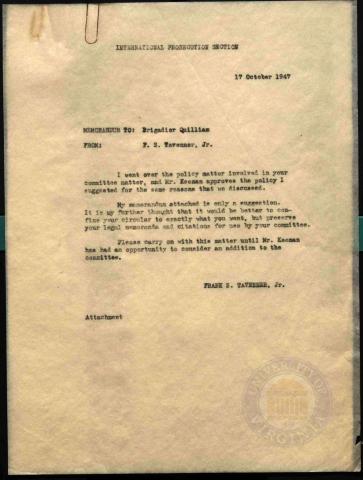 INTERNATIONAL PROSECUTION SECTION
17 October 1947
MEMORANDUM TO: Brigadier Quilliam
FROM: F. S. Tavenner, Jr.
I went over the policy matter involved in your
committee matter, and Mr. Keenan approves the policy I
suggested for the same reasons that we discussed.
My memorandum attached is only a suggestion.
It is my further thought that it would be better to con-
fine your circular to exactly what you want, but preserve
your legal memoranda and citations for use by your committee.
Please carry on with this matter until Mr. Keenan
has had an opportunity to consider an addition to the
committee.
FRANK S. TAVENNER, Jr.
Attachment
UNIVERSITY OF
VIRGINIA